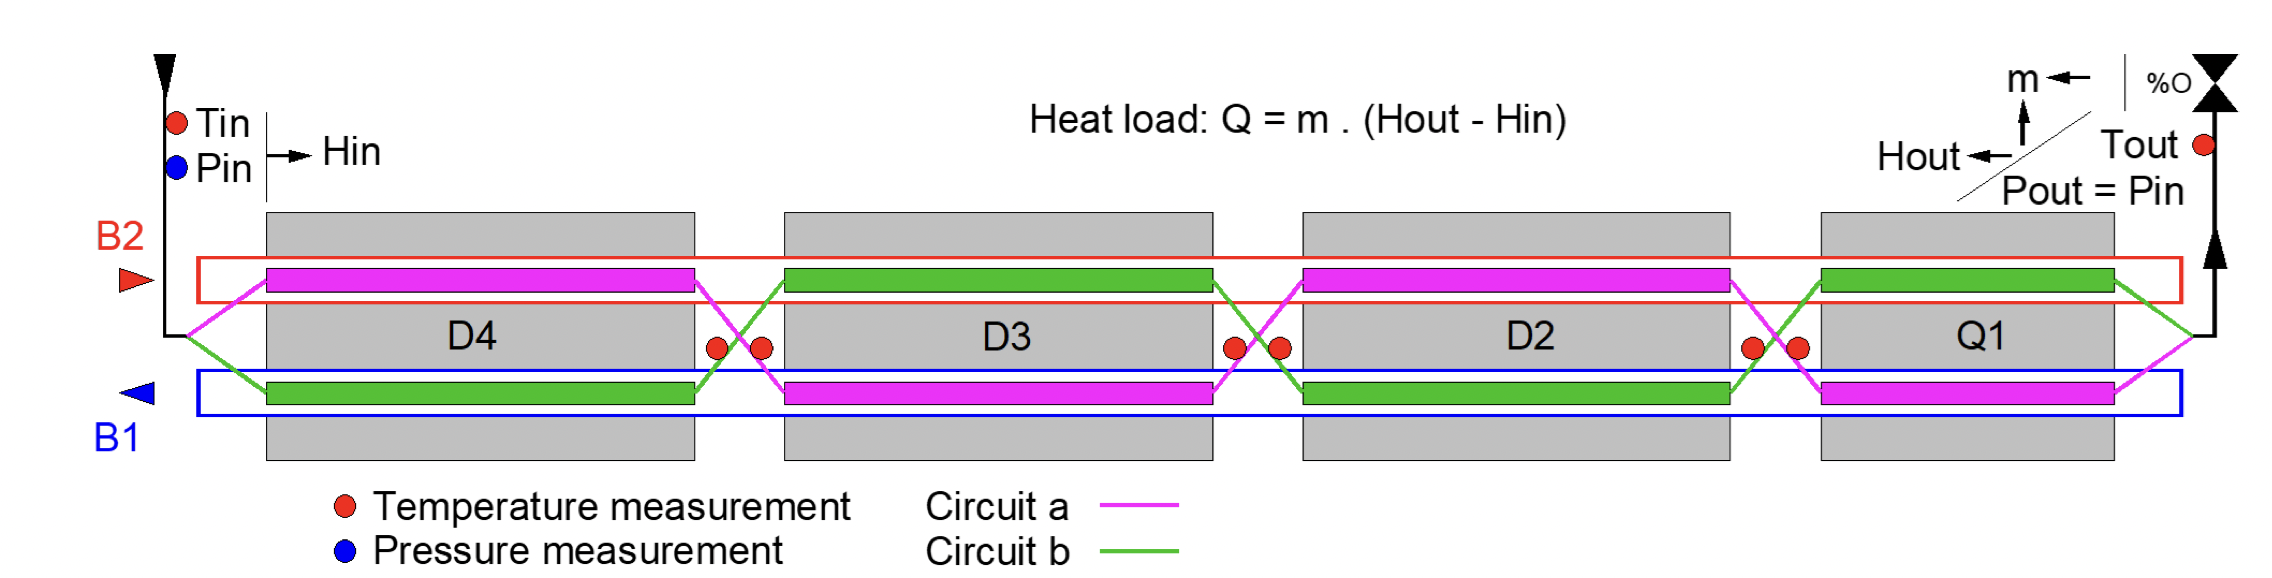 Tin
Pin
Hin
Heat load: Q = m . (Hout - Hin)
m
%O
Hout
Tout
Pout = Pin
B2
D4
D3
D2
Q1
B1
Temperature measurement
Pressure measurement
Circuit a
Circuit b